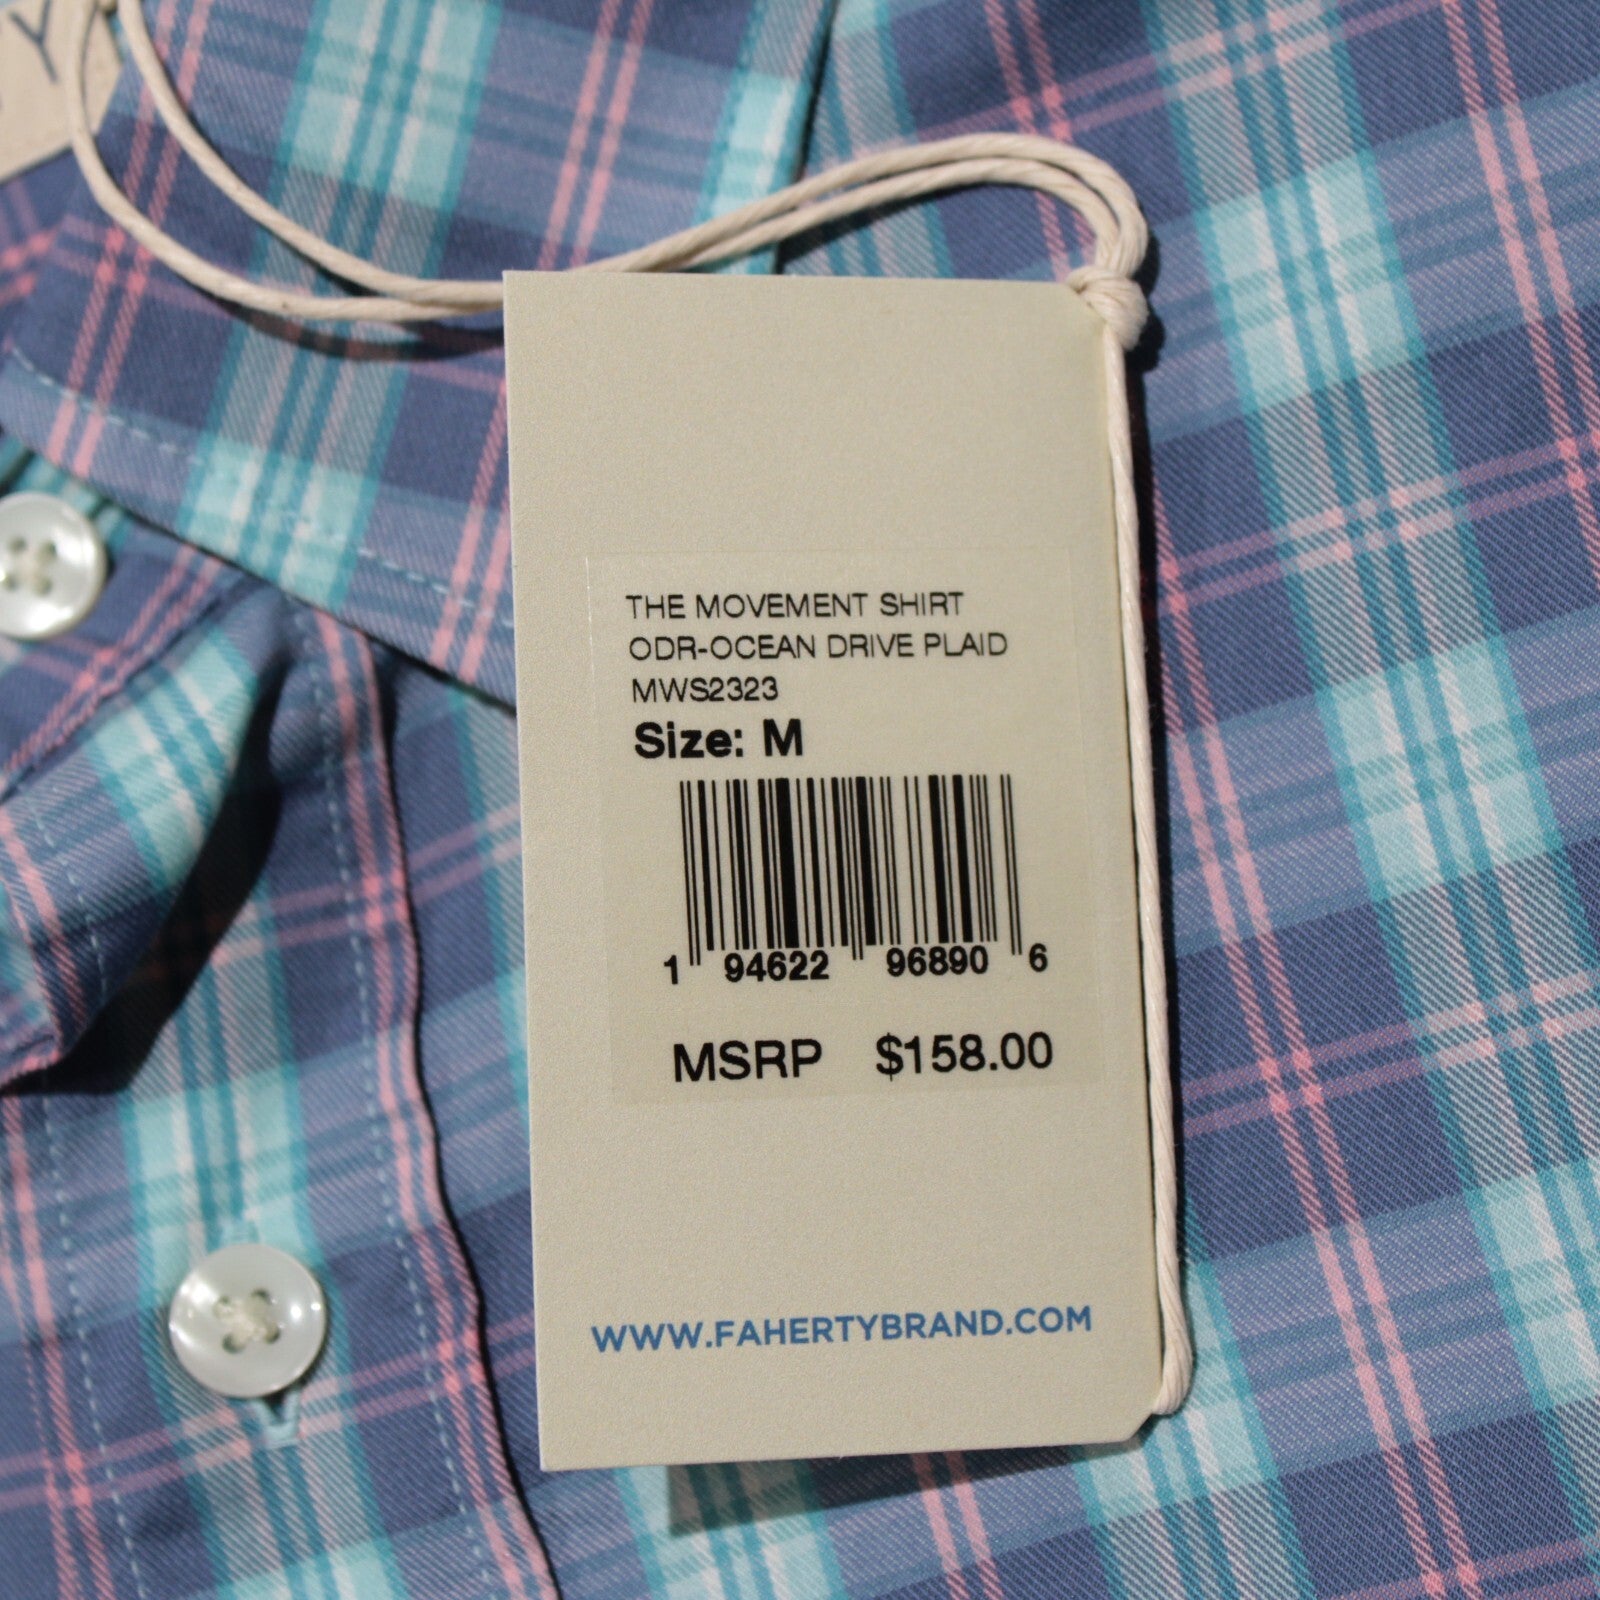 Y
THE MOVEMENT SHIRT
ODR-OCEAN DRIVE PLAID
MWS2323
Size: M
1 94622 96890 6
MSRP $158.00
WWW.FAHERTYBRAND.COM